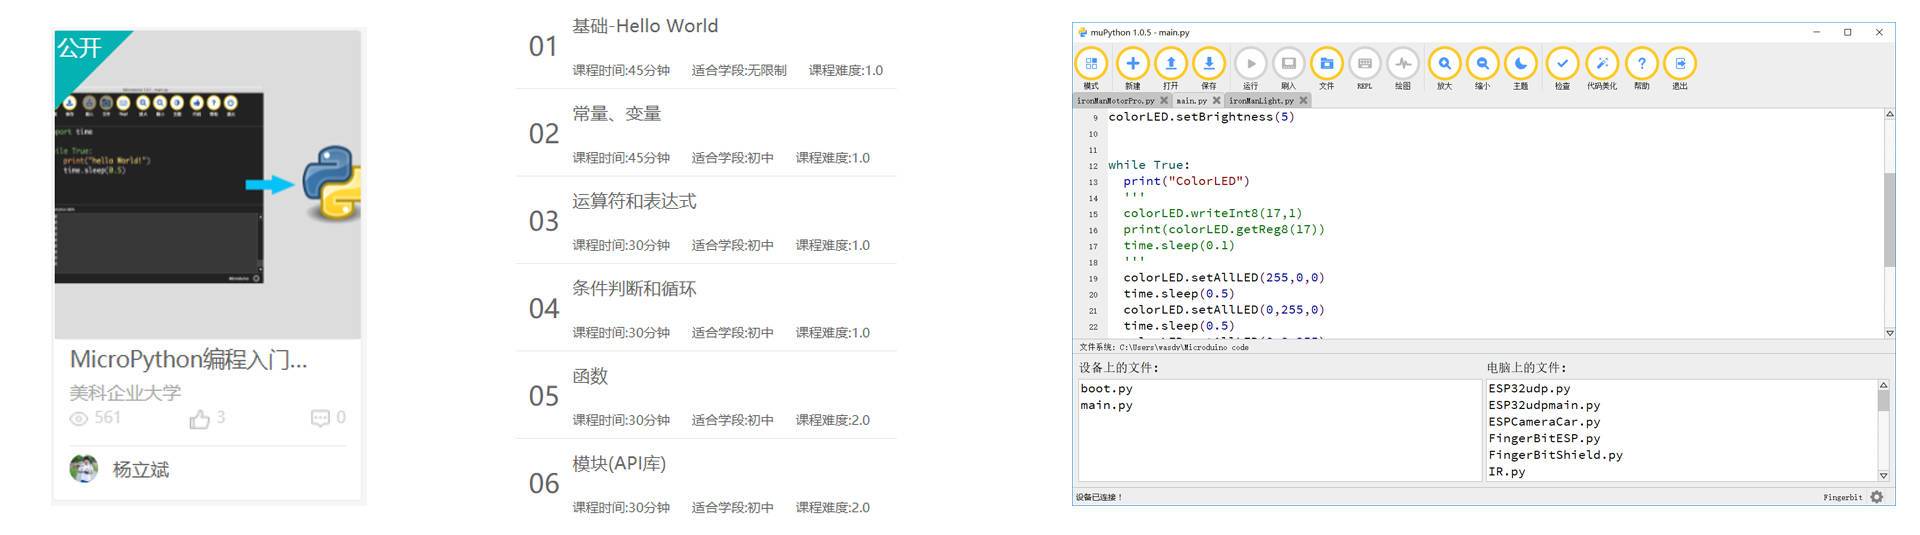 公开
port time
ile True:
print("hello World!")
time.sleep(0.5)
MicroPython编程入门...
美科企业大学
561
3
0
杨立斌
01
基础-Hello World
课程时间:45分钟 适合学段:无限制 课程难度:1.0
02
常量、变量
课程时间:45分钟 适合学段:初中 课程难度:1.0
03
运算符和表达式
课程时间:30分钟 适合学段:初中 课程难度:1.0
04
条件判断和循环
课程时间:30分钟 适合学段:初中 课程难度:1.0
05
函数
课程时间:30分钟 适合学段:初中 课程难度:2.0
06
模块(API库)
课程时间:30分钟 适合学段:初中 课程难度:2.0
muPython 1.0.5 - main.py
模式 新建 打开 保存 运行 刷入 文件 REPL 绘图 放大 缩小 主题 检查 代码美化 帮助 退出
ironManMotorPro.py main.py ironManLight.py
9 colorLED.setBrightness(5)
10
11
12 while True:
13 print("ColorLED")
14 '''
15 colorLED.writeInt8(17,1)
16 print(colorLED.getReg8(17))
17 time.sleep(0.1)
18 '''
19 colorLED.setAllLED(255,0,0)
20 time.sleep(0.5)
21 colorLED.setAllLED(0,255,0)
22 time.sleep(0.5)
文件系统: C:\Users\wasdy\Microduino code
设备上的文件:
boot.py
main.py
电脑上的文件:
ESP32udp.py
ESP32udpmain.py
ESPCameraCar.py
FingerBitESP.py
FingerBitShield.py
IR.py
设备已连接！
Fingerbit